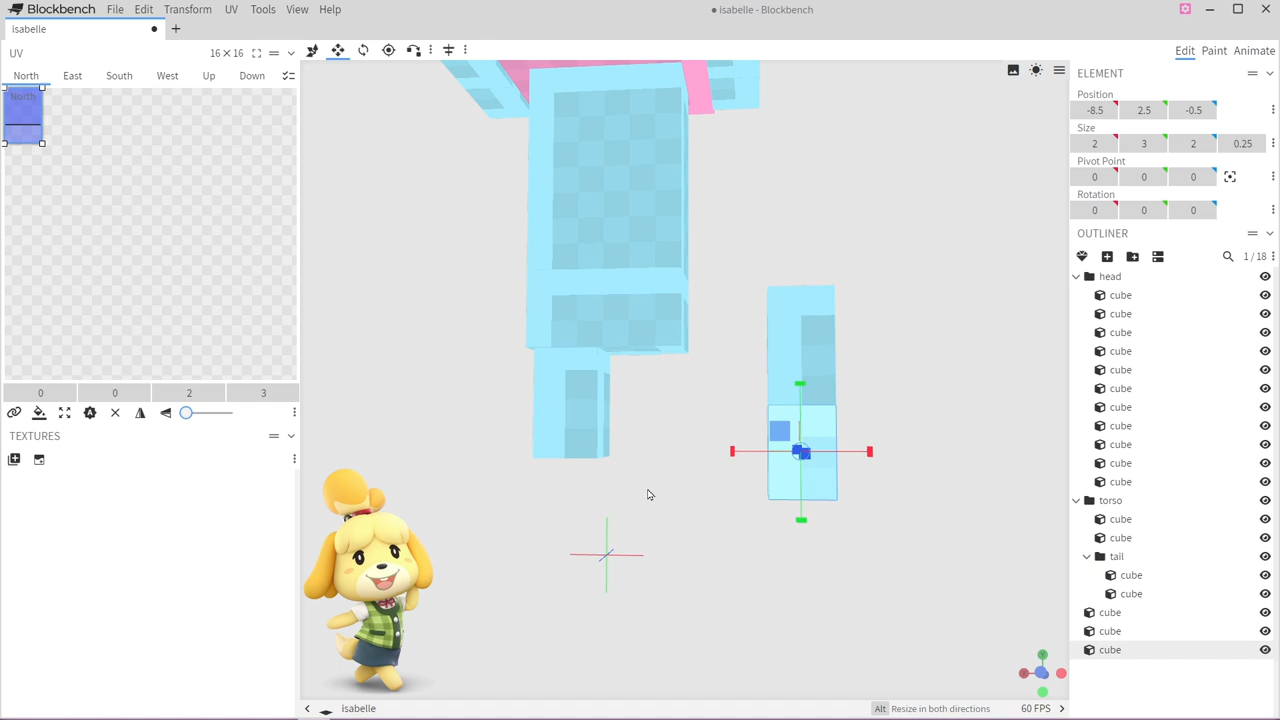 Blockbench File Edit Transform UV Tools View Help
isabelle - Blockbench
isabelle
UV 16 × 16
North East South West Up Down
North
0 0 2 3
TEXTURES
Edit Paint Animate
ELEMENT
Position
-8.5 2.5 -0.5
Size
2 3 2 0.25
Pivot Point
0 0 0
Rotation
0 0 0
OUTLINER
1 / 18
head
cube
cube
cube
cube
cube
cube
cube
cube
cube
cube
cube
torso
cube
cube
tail
cube
cube
cube
cube
cube
Y
X
isabelle
Alt Resize in both directions 60 FPS